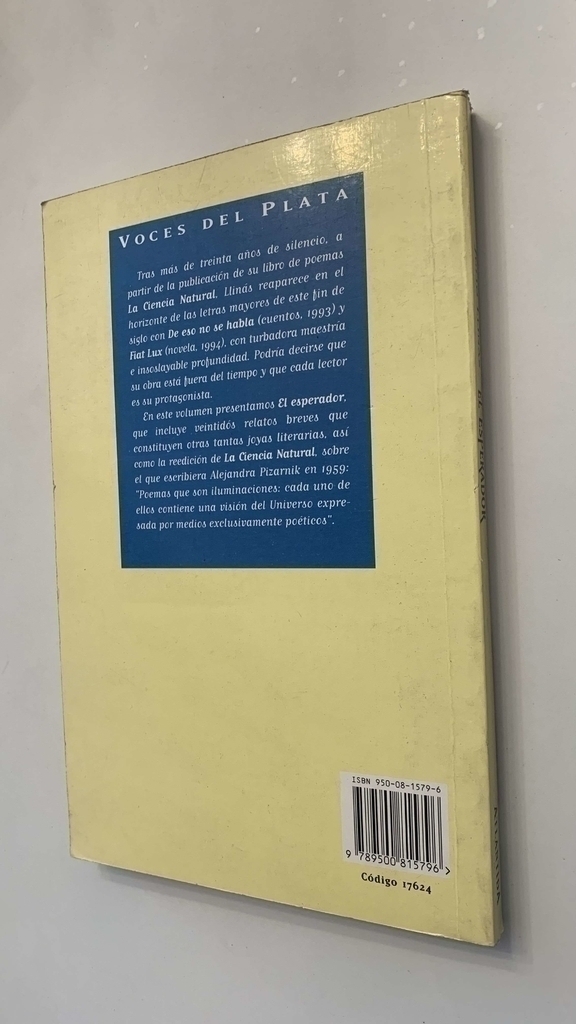 VOCES DEL PLATA
Tras más de treinta años de silencio, a
partir de la publicación de su libro de poemas
La Ciencia Natural, Llinás reaparece en el
horizonte de las letras mayores de este fin de
siglo con De eso no se habla (cuentos, 1993) y
Fiat Lux (novela, 1994), con turbadora maestría
e insoslayable profundidad. Podría decirse que
su obra está fuera del tiempo y que cada lector
es su protagonista.
En este volumen presentamos El esperador,
que incluye veintidós relatos breves que
constituyen otras tantas joyas literarias, así
como la reedición de La Ciencia Natural, sobre
el que escribiera Alejandra Pizarnik en 1959:
"Poemas que son iluminaciones: cada uno de
ellos contiene una visión del Universo expre-
sada por medios exclusivamente poéticos".
EL ESPERADOR
ISBN 950-08-1579-6
9 789500 815796 >
Código 17624